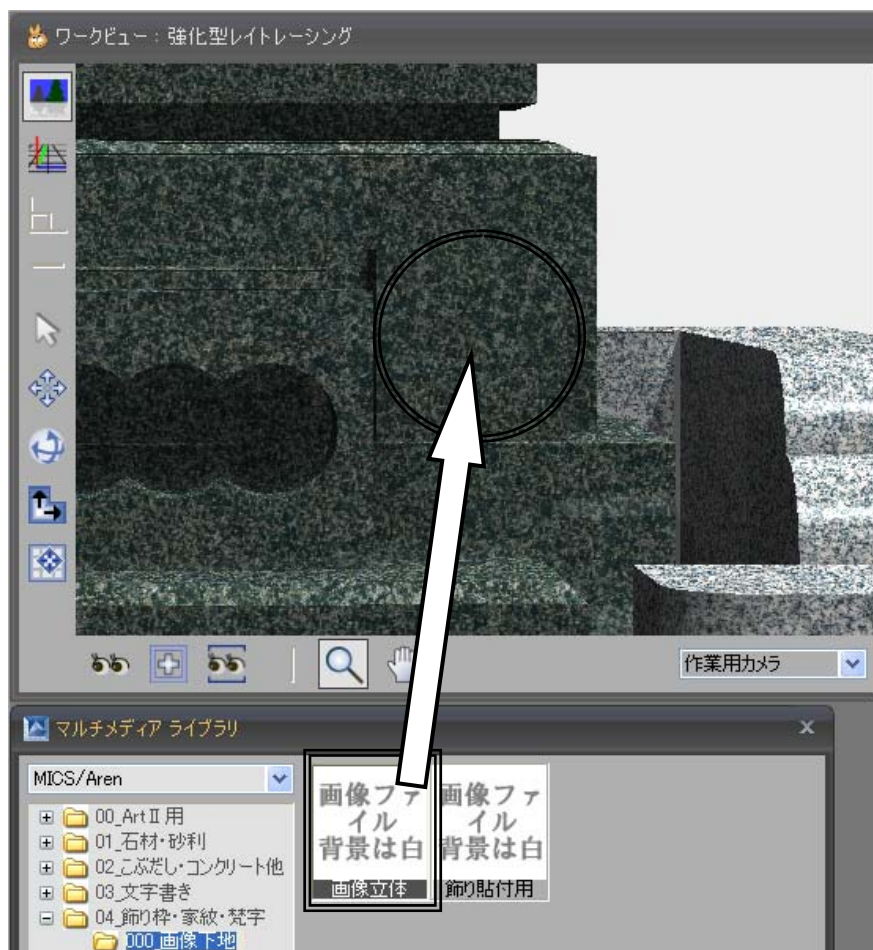 ワークビュー：強化型レイトレーシング
作業用カメラ
マルチメディア ライブラリ
MICS/Aren
00_ArtⅡ用
01_石材・砂利
02_こぶだし・コンクリート他
03_文字書き
04_飾り枠・家紋・梵字
000_画像下地
画像ファ
イル
背景は白
画像立体
画像ファ
イル
背景は白
飾り貼付用